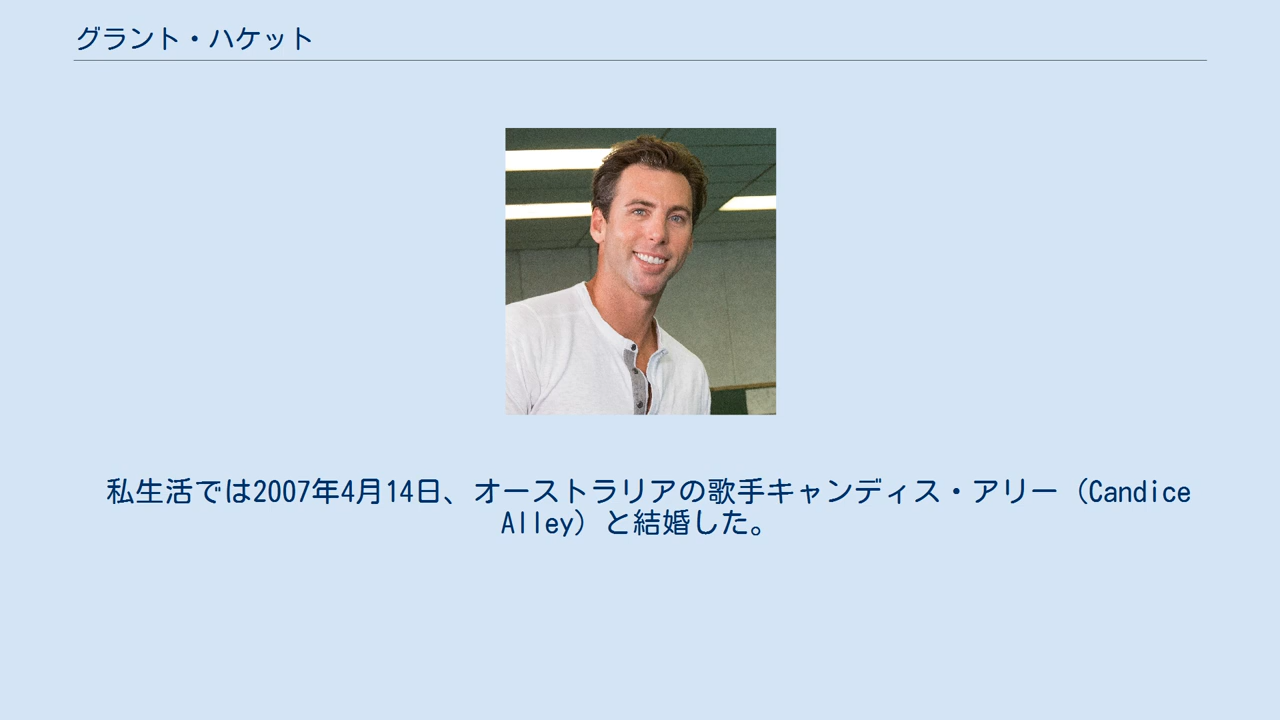 グラント・ハケット
私生活では2007年4月14日、オーストラリアの歌手キャンディス・アリー（Candice
Alley）と結婚した。